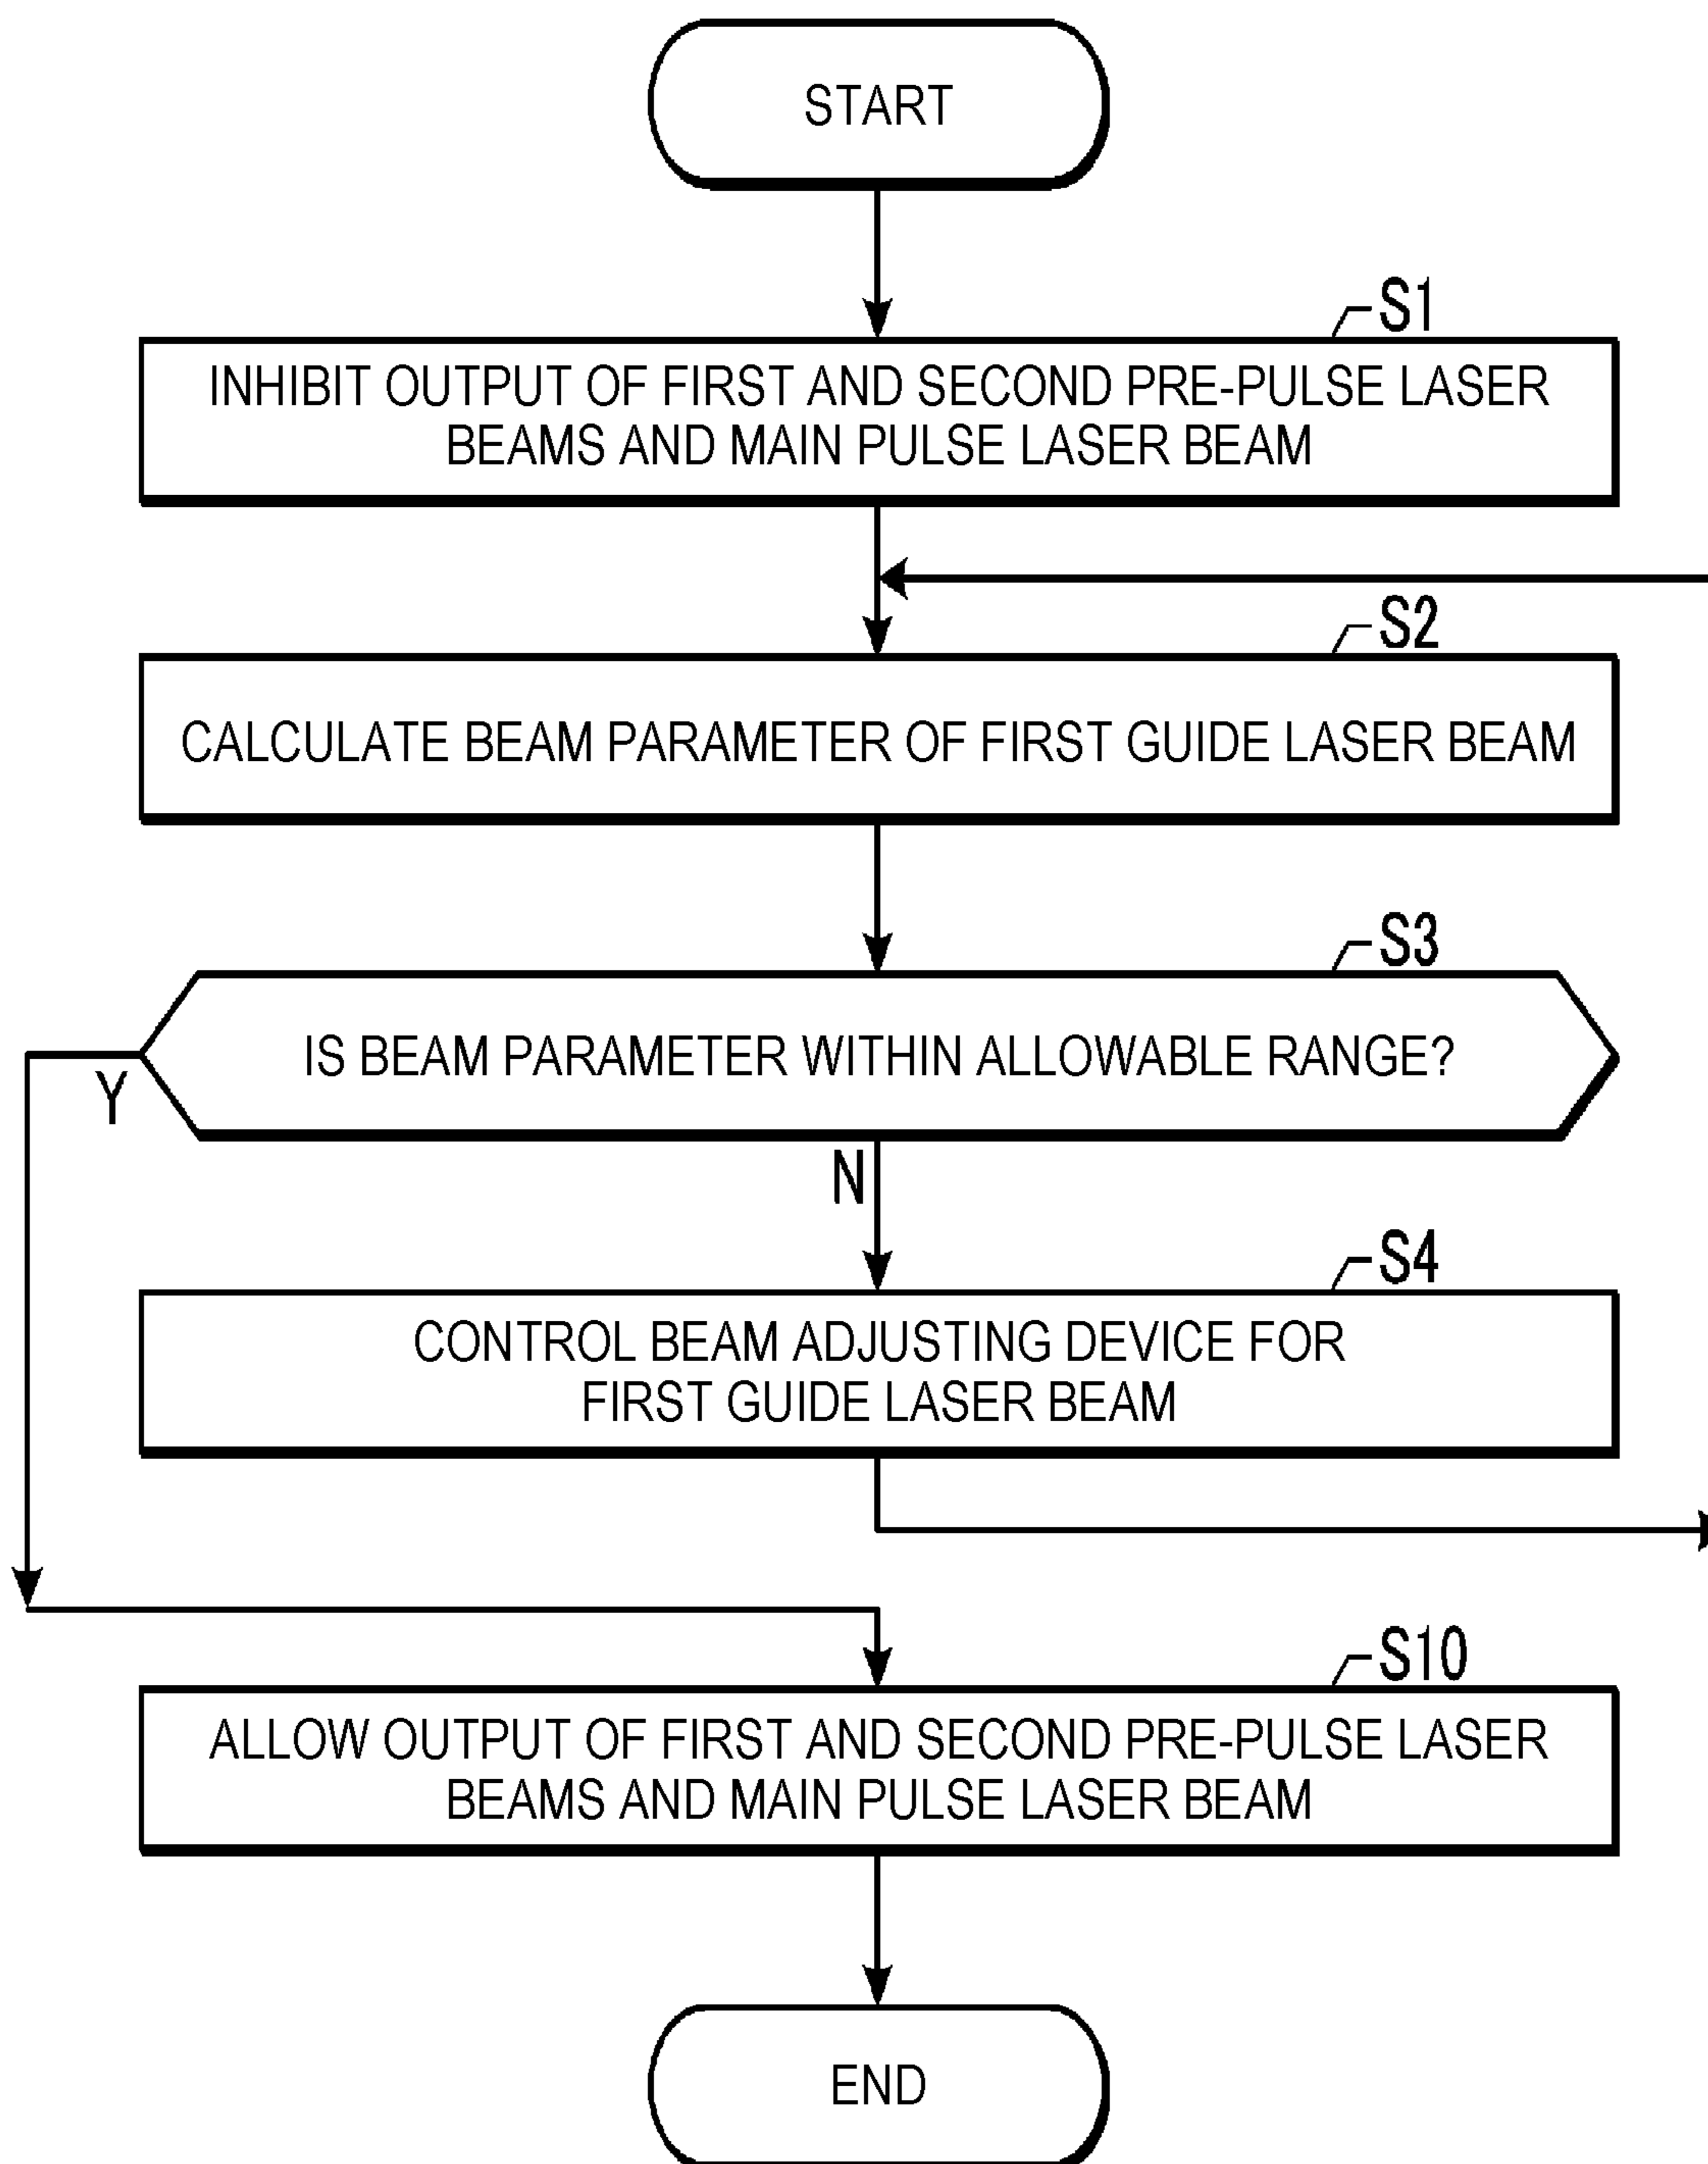 START
S1
INHIBIT OUTPUT OF FIRST AND SECOND PRE-PULSE LASER
BEAMS AND MAIN PULSE LASER BEAM
S2
CALCULATE BEAM PARAMETER OF FIRST GUIDE LASER BEAM
S3
IS BEAM PARAMETER WITHIN ALLOWABLE RANGE?
Y
N
S4
CONTROL BEAM ADJUSTING DEVICE FOR
FIRST GUIDE LASER BEAM
S10
ALLOW OUTPUT OF FIRST AND SECOND PRE-PULSE LASER
BEAMS AND MAIN PULSE LASER BEAM
END